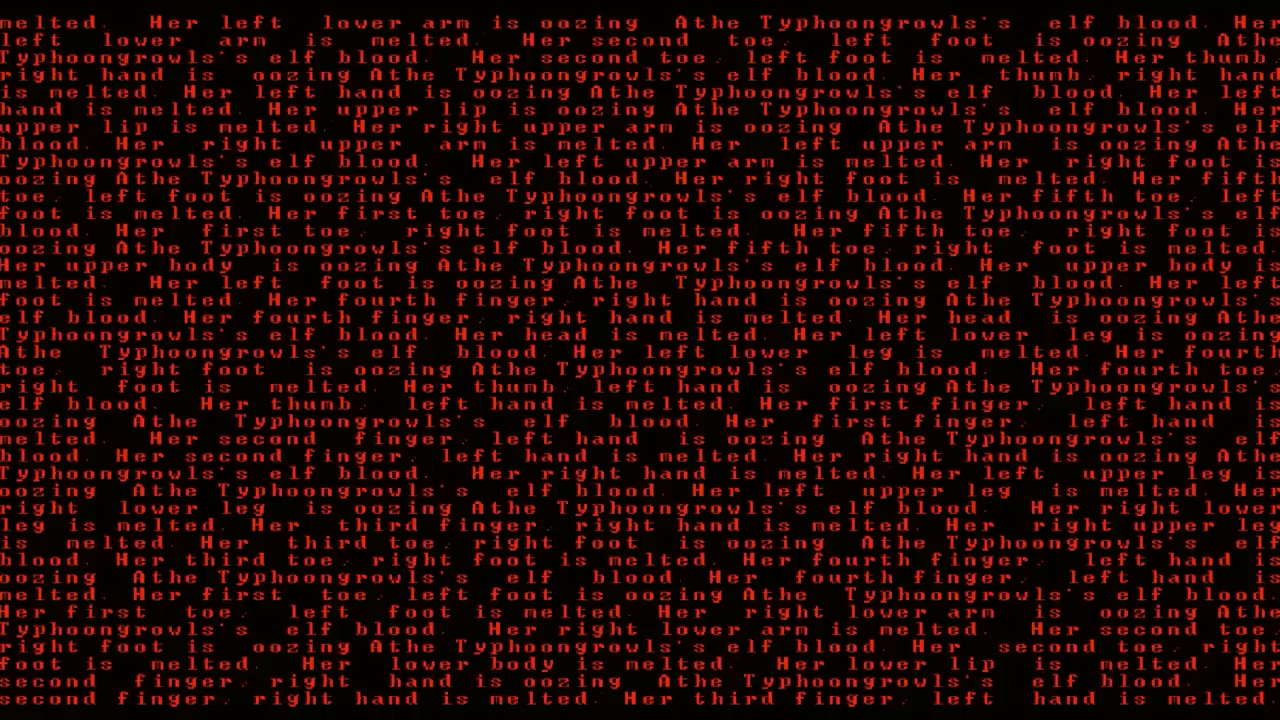 melted. Her left lower arm is oozing Athe Typhoongrowls's elf blood. Her
left lower arm is melted. Her second toe, left foot is oozing Athe
Typhoongrowls's elf blood. Her second toe, left foot is melted. Her thumb,
right hand is oozing Athe Typhoongrowls's elf blood. Her thumb, right hand
is melted. Her left hand is oozing Athe Typhoongrowls's elf blood. Her left
hand is melted. Her upper lip is oozing Athe Typhoongrowls's elf blood. Her
upper lip is melted. Her right upper arm is oozing Athe Typhoongrowls's elf
blood. Her right upper arm is melted. Her left upper arm is oozing Athe
Typhoongrowls's elf blood. Her left upper arm is melted. Her right foot is
oozing Athe Typhoongrowls's elf blood. Her right foot is melted. Her fifth
toe, left foot is oozing Athe Typhoongrowls's elf blood. Her fifth toe, left
foot is melted. Her first toe, right foot is oozing Athe Typhoongrowls's elf
blood. Her first toe, right foot is melted. Her fifth toe, right foot is
oozing Athe Typhoongrowls's elf blood. Her fifth toe, right foot is melted.
Her upper body is oozing Athe Typhoongrowls's elf blood. Her upper body is
melted. Her left foot is oozing Athe Typhoongrowls's elf blood. Her left
foot is melted. Her fourth finger, right hand is oozing Athe Typhoongrowls's
elf blood. Her fourth finger, right hand is melted. Her head is oozing Athe
Typhoongrowls's elf blood. Her head is melted. Her left lower leg is oozing
Athe Typhoongrowls's elf blood. Her left lower leg is melted. Her fourth
toe, right foot is oozing Athe Typhoongrowls's elf blood. Her fourth toe,
right foot is melted. Her thumb, left hand is oozing Athe Typhoongrowls's
elf blood. Her thumb, left hand is melted. Her first finger, left hand is
oozing Athe Typhoongrowls's elf blood. Her first finger, left hand is
melted. Her second finger, left hand is oozing Athe Typhoongrowls's elf
blood. Her second finger, left hand is melted. Her right hand is oozing Athe
Typhoongrowls's elf blood. Her right hand is melted. Her left upper leg is
oozing Athe Typhoongrowls's elf blood. Her left upper leg is melted. Her
right lower leg is oozing Athe Typhoongrowls's elf blood. Her right lower
leg is melted. Her third finger, right hand is melted. Her right upper leg
is melted. Her third toe, right foot is oozing Athe Typhoongrowls's elf
blood. Her third toe, right foot is melted. Her fourth finger, left hand is
oozing Athe Typhoongrowls's elf blood. Her fourth finger, left hand is
melted. Her first toe, left foot is oozing Athe Typhoongrowls's elf blood.
Her first toe, left foot is melted. Her right lower arm is oozing Athe
Typhoongrowls's elf blood. Her right lower arm is melted. Her second toe,
right foot is oozing Athe Typhoongrowls's elf blood. Her second toe, right
foot is melted. Her lower body is melted. Her lower lip is melted. Her
second finger, right hand is oozing Athe Typhoongrowls's elf blood. Her
second finger, right hand is melted. Her third finger, left hand is melted.